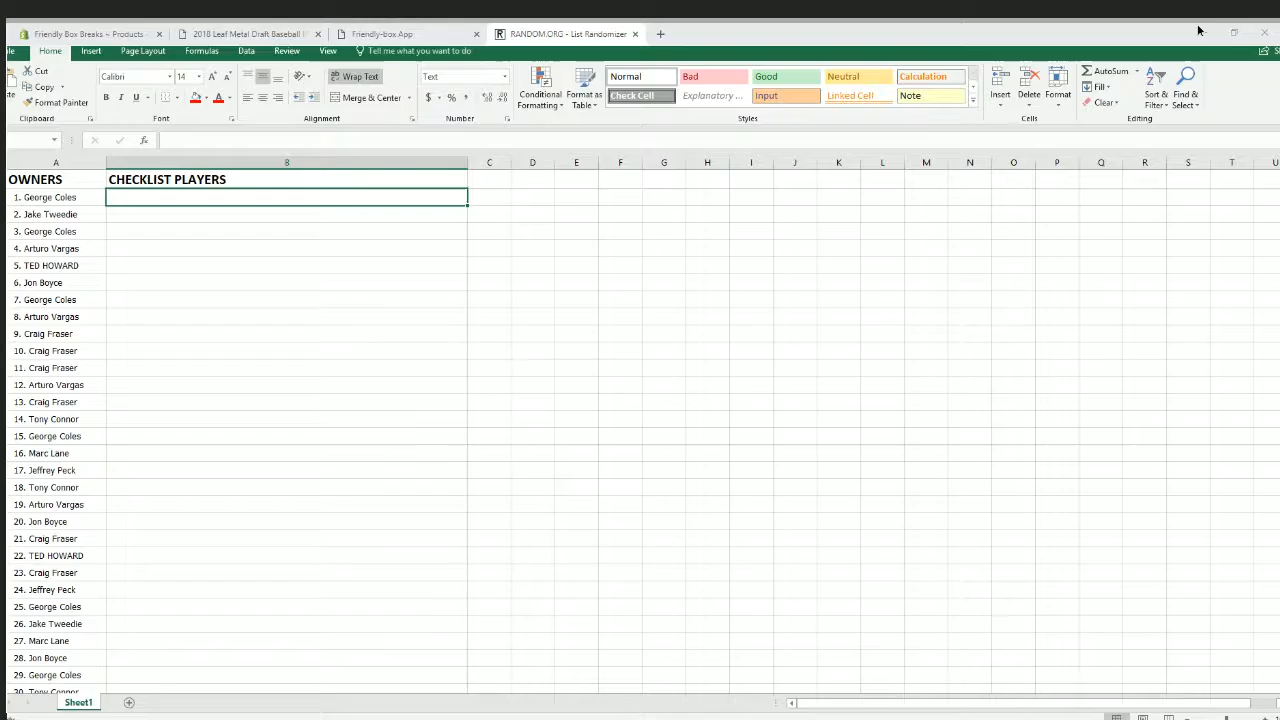 Friendly Box Breaks ~ Products
2018 Leaf Metal Draft Baseball
Friendly-box App
RANDOM.ORG - List Randomizer
Home Insert Page Layout Formulas Data Review View Tell me what you want to do
Cut
Copy
Format Painter
Clipboard
Calibri 14
B I U
Font
Wrap Text
Merge & Center
Alignment
Text
$ % ,
Number
Conditional Formatting
Format as Table
Normal Bad Good Neutral Calculation
Check Cell Explanatory ... Input Linked Cell Note
Styles
Insert Delete Format
Cells
AutoSum
Fill
Clear
Sort & Filter
Find & Select
Editing
fx
A B C D E F G H I J K L M N O P Q R S T U
OWNERS CHECKLIST PLAYERS
1. George Coles
2. Jake Tweedie
3. George Coles
4. Arturo Vargas
5. TED HOWARD
6. Jon Boyce
7. George Coles
8. Arturo Vargas
9. Craig Fraser
10. Craig Fraser
11. Craig Fraser
12. Arturo Vargas
13. Craig Fraser
14. Tony Connor
15. George Coles
16. Marc Lane
17. Jeffrey Peck
18. Tony Connor
19. Arturo Vargas
20. Jon Boyce
21. Craig Fraser
22. TED HOWARD
23. Craig Fraser
24. Jeffrey Peck
25. George Coles
26. Jake Tweedie
27. Marc Lane
28. Jon Boyce
29. George Coles
30. Tony Connor
Sheet1